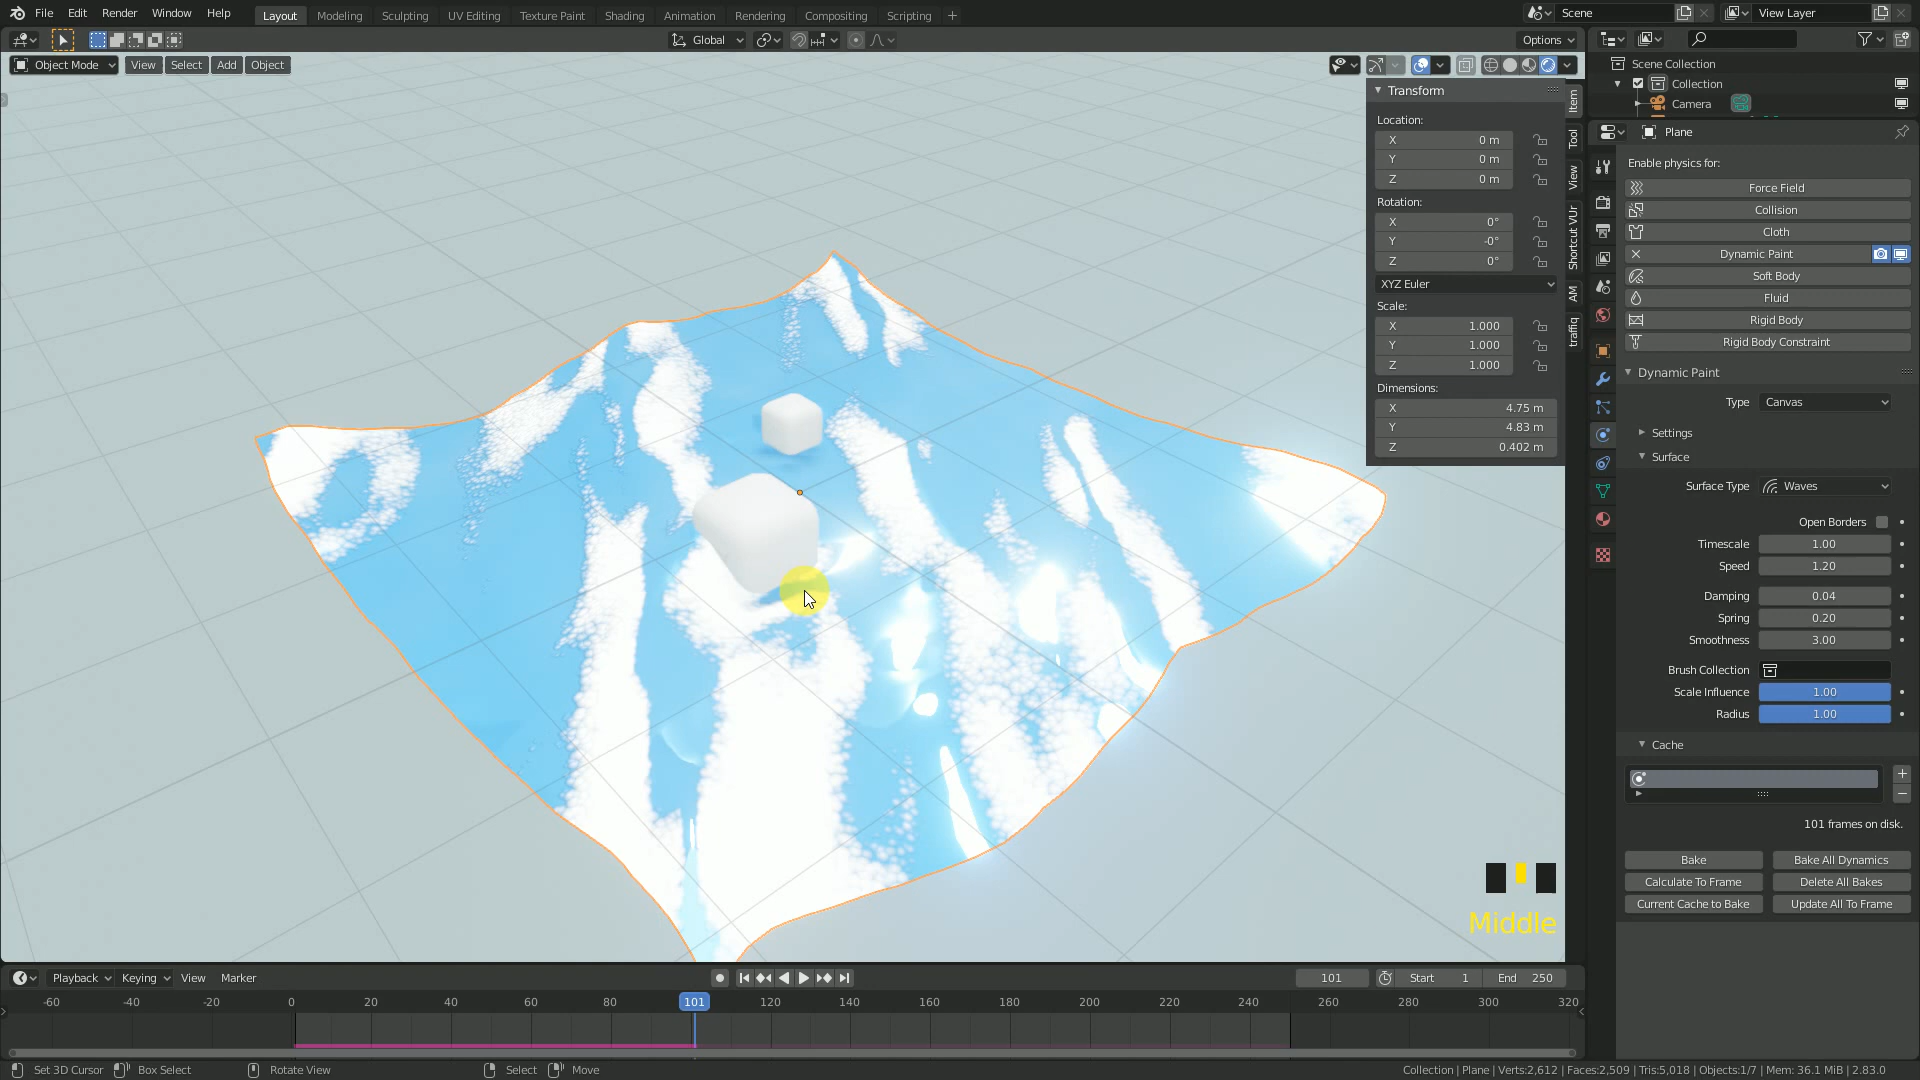 File Edit Render Window Help Layout Modeling Sculpting UV Editing Texture Paint Shading Animation Rendering Compositing Scripting + Scene View Layer
Global Options
Object Mode View Select Add Object
Scene Collection
Collection
Camera
Transform
Location:
X 0 m
Y 0 m
Z 0 m
Rotation:
X 0°
Y -0°
Z 0°
XYZ Euler
Scale:
X 1.000
Y 1.000
Z 1.000
Dimensions:
X 4.75 m
Y 4.83 m
Z 0.402 m
Item
Tool
View
Shortcut VUr
AM
traffiq
Plane
Enable physics for:
Force Field
Collision
Cloth
Dynamic Paint
Soft Body
Fluid
Rigid Body
Rigid Body Constraint
Dynamic Paint
Type Canvas
Settings
Surface
Surface Type Waves
Open Borders
Timescale 1.00
Speed 1.20
Damping 0.04
Spring 0.20
Smoothness 3.00
Brush Collection
Scale Influence 1.00
Radius 1.00
Cache
101 frames on disk.
Bake Bake All Dynamics
Calculate To Frame Delete All Bakes
Current Cache to Bake Update All To Frame
Middle
Playback Keying View Marker 101 Start 1 End 250
-60 -40 -20 0 20 40 60 80 101 120 140 160 180 200 220 240 260 280 300 320
Set 3D Cursor Box Select Rotate View Select Move Collection | Plane | Verts:2,612 | Faces:2,509 | Tris:5,018 | Objects:1/7 | Mem: 36.1 MiB | 2.83.0